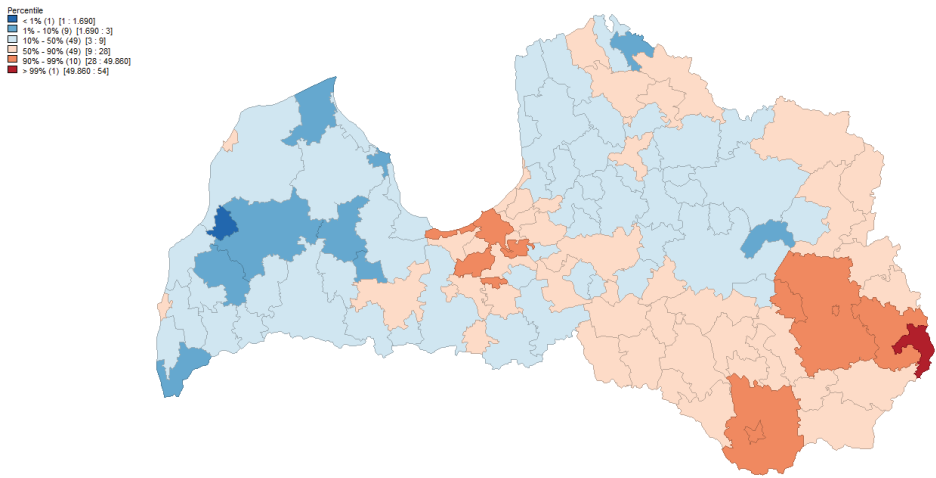 Percentile
< 1% (1) [1 : 1.690]
1% - 10% (9) [1.690 : 3]
10% - 50% (49) [3 : 9]
50% - 90% (49) [9 : 28]
90% - 99% (10) [28 : 49.860]
> 99% (1) [49.860 : 54]